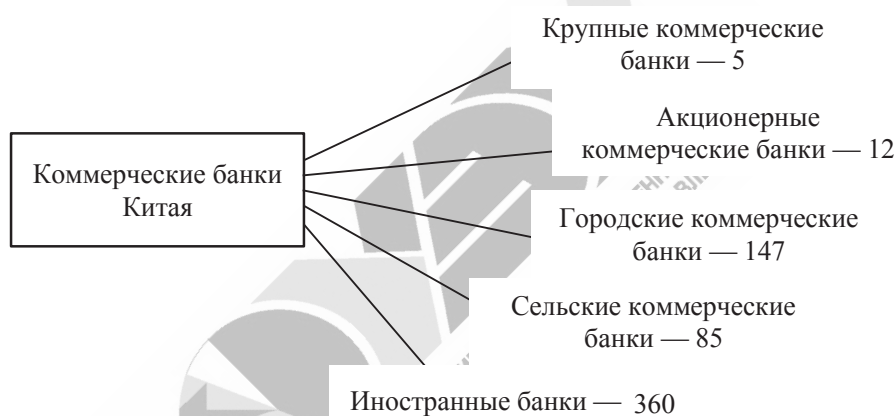 Крупные коммерческие
банки — 5
Акционерные
коммерческие банки — 12
Коммерческие банки
Китая
Городские коммерческие
банки — 147
Сельские коммерческие
банки — 85
Иностранные банки — 360